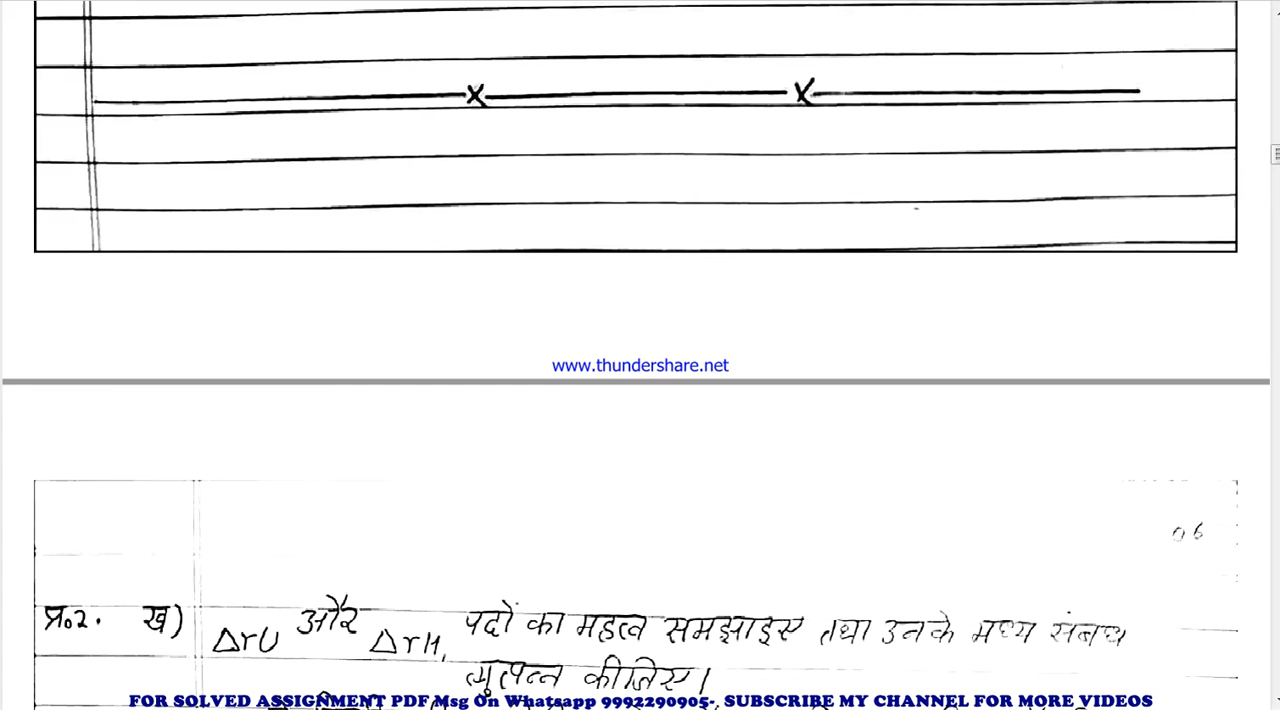 www.thundershare.net
06
प्र०२. ख) ΔrU और ΔrH, पदों का महत्व समझाइए तथा उनके मध्य संबंध
व्युत्पन्न कीजिए।
FOR SOLVED ASSIGNMENT PDF Msg On Whatsapp 9992290905-, SUBSCRIBE MY CHANNEL FOR MORE VIDEOS